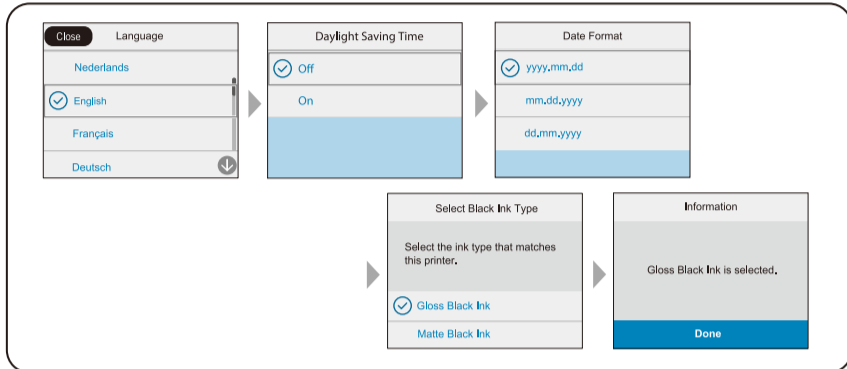 Close Language
Nederlands
English
Français
Deutsch
Daylight Saving Time
Off
On
Date Format
yyyy.mm.dd
mm.dd.yyyy
dd.mm.yyyy
Select Black Ink Type
Select the ink type that matches
this printer.
Gloss Black Ink
Matte Black Ink
Information
Gloss Black Ink is selected.
Done